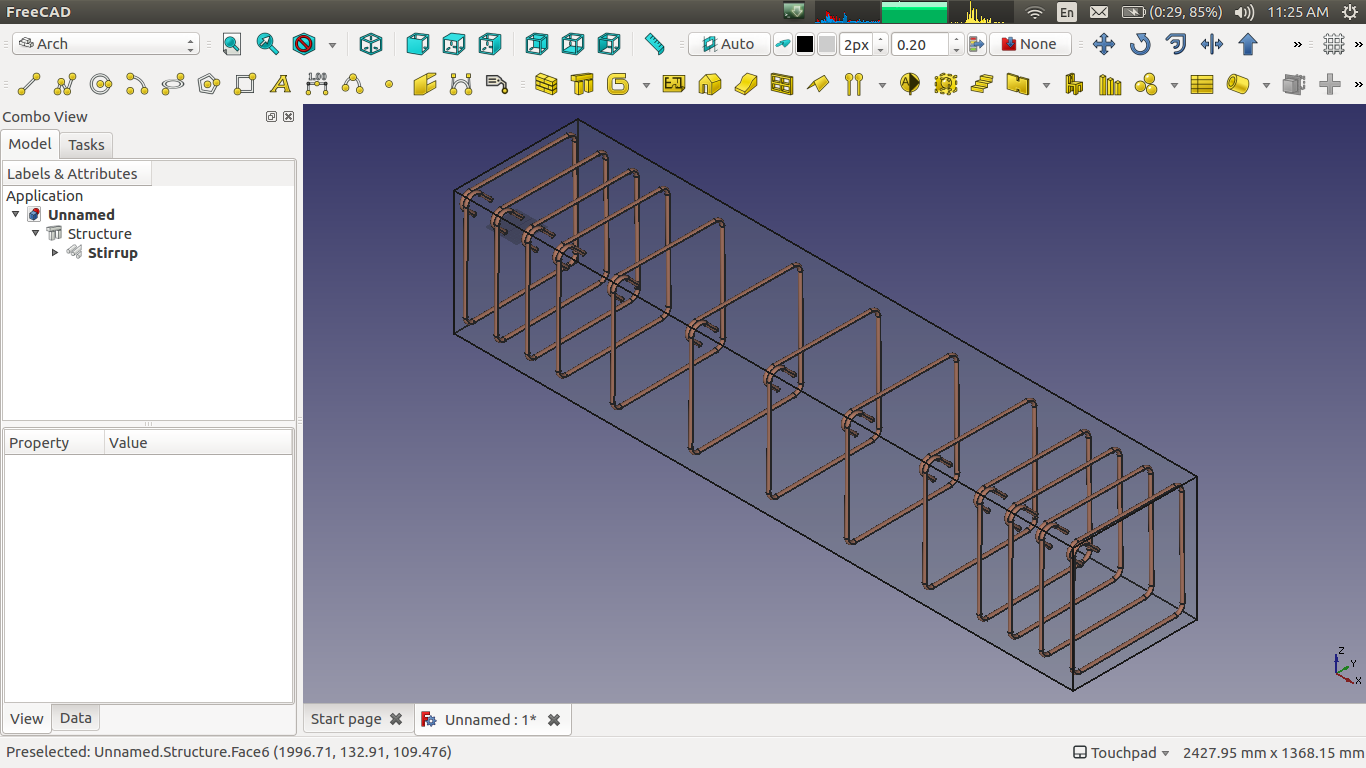 FreeCAD
En (0:29, 85%) 11:25 AM
Arch Auto 2px 0.20 None » »
A 1.00 »
Combo View
Model Tasks
Labels & Attributes
Application
Unnamed
Structure
Stirrup
Property Value
View Data
Z
Y
X
Start page Unnamed : 1*
Preselected: Unnamed.Structure.Face6 (1996.71, 132.91, 109.476) Touchpad 2427.95 mm x 1368.15 mm